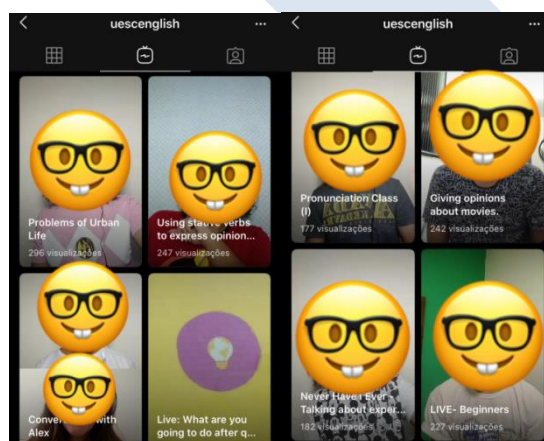 uescenglish
Problems of Urban
Life
296 visualizações
Using stative verbs
to express opinion...
247 visualizações
with
Alex
Live: What are you
going to do after q...
uescenglish
Pronunciation Class
(I)
177 visualizações
Giving opinions
about movies.
242 visualizações
Never Have I Ever -
Talking about exper...
182 visualizações
LIVE- Beginners
227 visualizações